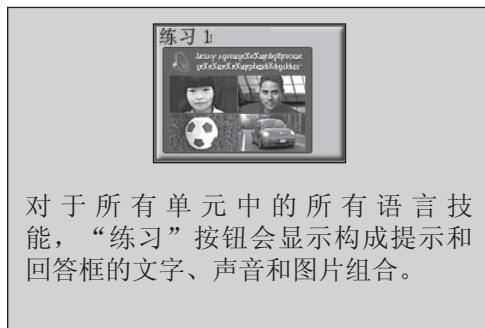 练习 1:
对于所有单元中的所有语言技
能，“练习”按钮会显示构成提示和
回答框的文字、声音和图片组合。